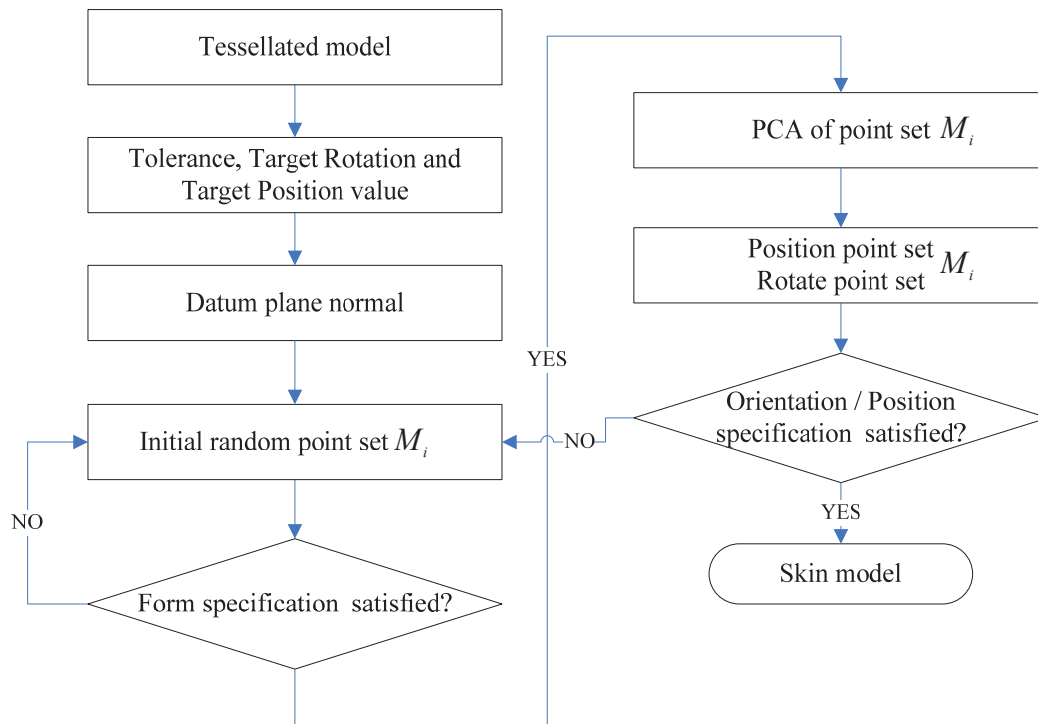 Tessellated model
Tolerance, Target Rotation and
Target Position value
Datum plane normal
Initial random point set M_i
NO
Form specification satisfied?
YES
PCA of point set M_i
Position point set
Rotate point set M_i
Orientation / Position
specification satisfied?
NO
YES
Skin model